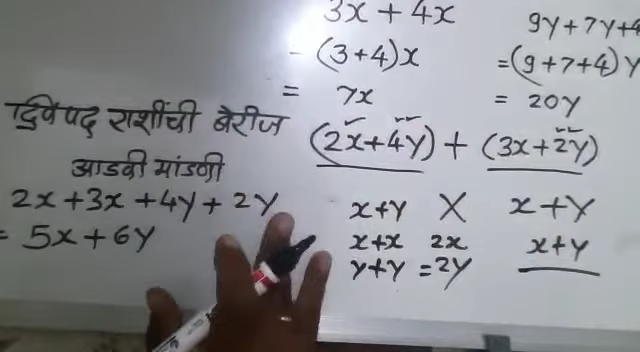 3x + 4x
- (3+4)x
= 7x
9y+7y+4
=(9+7+4)y
= 20y
द्विपद राशींची बेरीज
आडवी मांडणी
2x+3x+4y+2y
= 5x+6y
(2x+4y) + (3x+2y)
x+y X x+y
x+x 2x x+y
y+y =2y